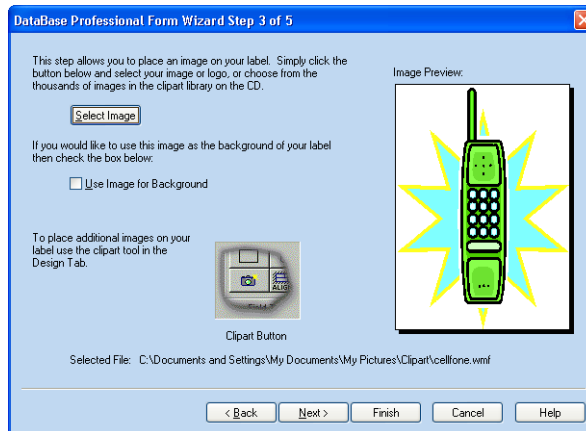 DataBase Professional Form Wizard Step 3 of 5
This step allows you to place an image on your label. Simply click the
button below and select your image or logo, or choose from the
thousands of images in the clipart library on the CD.
Image Preview:
Select Image
If you would like to use this image as the background of your label
then check the box below:
Use Image for Background
To place additional images on your
label use the clipart tool in the
Design Tab.
ALIGN
Clipart Button
Selected File: C:\Documents and Settings\My Documents\My Pictures\Clipart\cellfone.wmf
< Back
Next >
Finish
Cancel
Help